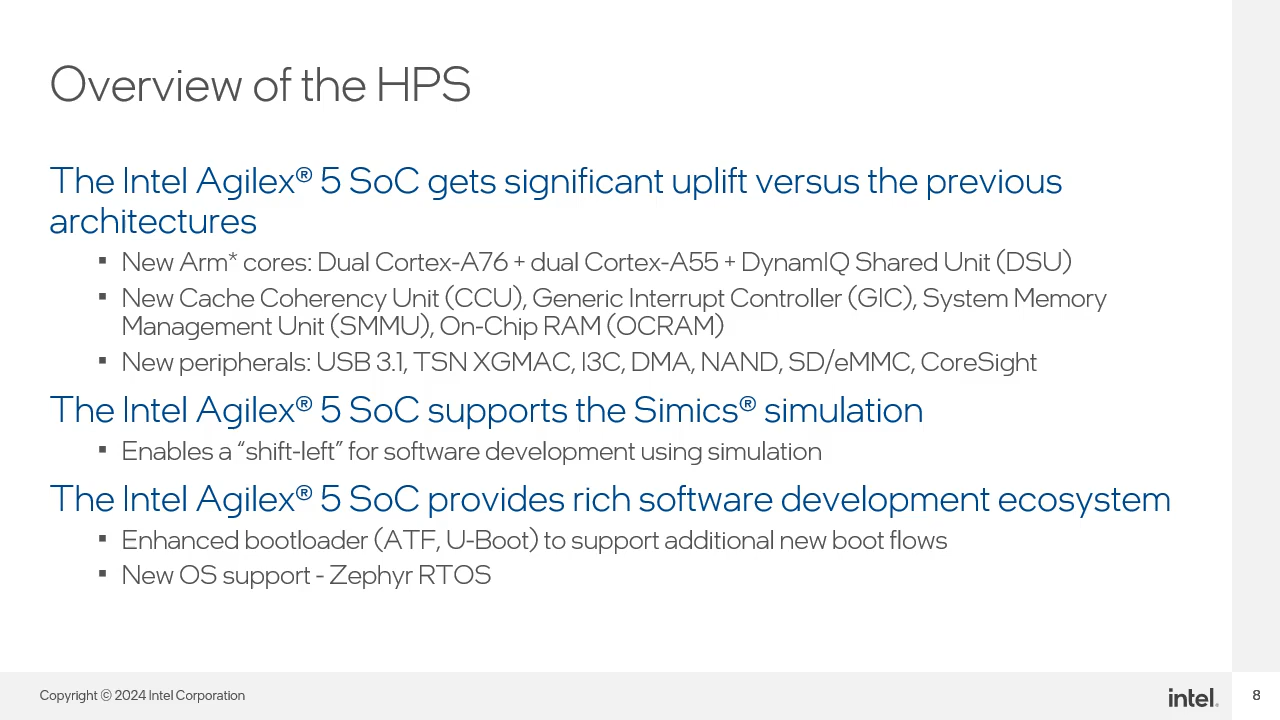 Overview of the HPS
The Intel Agilex® 5 SoC gets significant uplift versus the previous
architectures
▪ New Arm* cores: Dual Cortex-A76 + dual Cortex-A55 + DynamIQ Shared Unit (DSU)
▪ New Cache Coherency Unit (CCU), Generic Interrupt Controller (GIC), System Memory
Management Unit (SMMU), On-Chip RAM (OCRAM)
▪ New peripherals: USB 3.1, TSN XGMAC, I3C, DMA, NAND, SD/eMMC, CoreSight
The Intel Agilex® 5 SoC supports the Simics® simulation
▪ Enables a “shift-left” for software development using simulation
The Intel Agilex® 5 SoC provides rich software development ecosystem
▪ Enhanced bootloader (ATF, U-Boot) to support additional new boot flows
▪ New OS support - Zephyr RTOS
Copyright © 2024 Intel Corporation
intel.
8